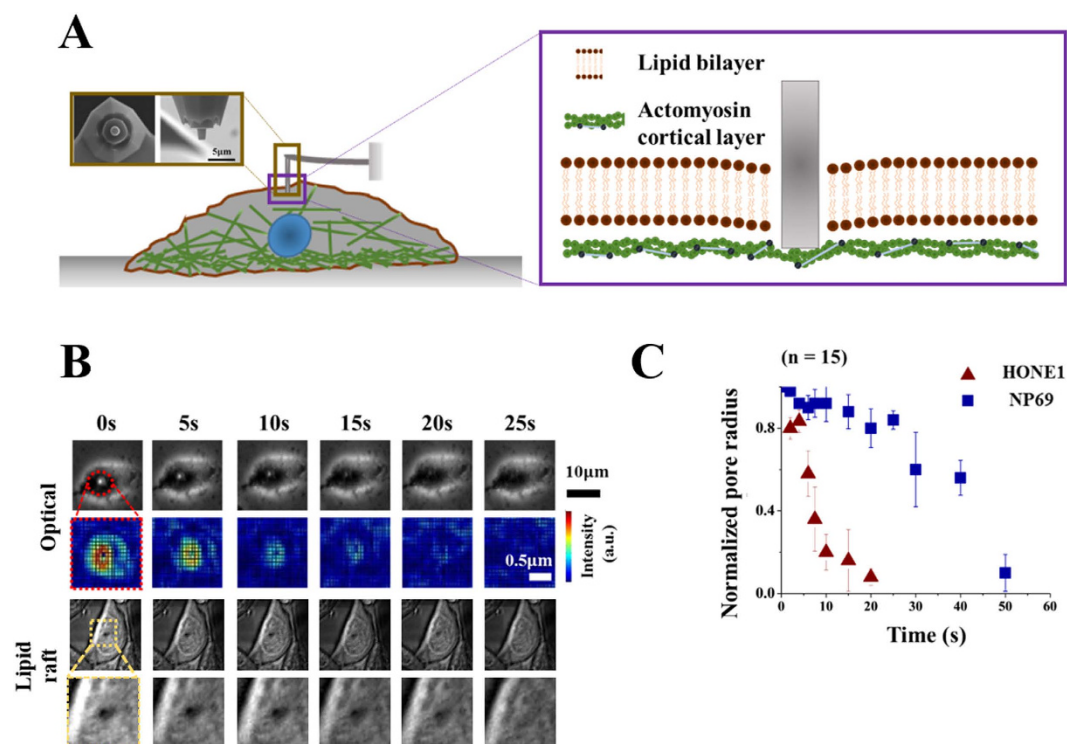 A
5μm
Lipid bilayer
Actomyosin
cortical layer
B
0s 5s 10s 15s 20s 25s
Optical
10μm
0.5μm
Intensity
(a.u.)
Lipid
raft
C
(n = 15)
HONE1
NP69
Normalized pore radius
0.8
0.4
0.0
0 10 20 30 40 50 60
Time (s)